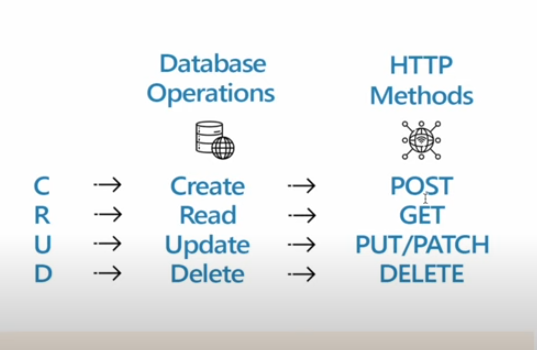 Database HTTP
Operations Methods
C → Create → POST
R → Read → GET
U → Update → PUT/PATCH
D → Delete → DELETE